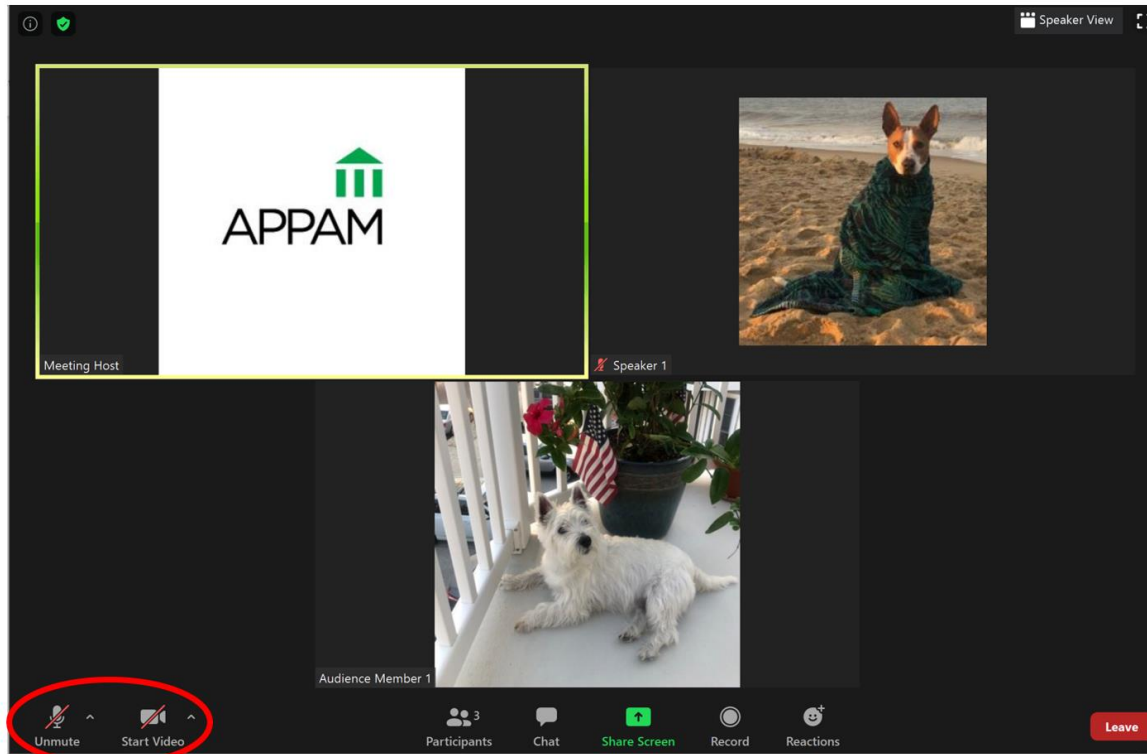 Speaker View
APPAM
Meeting Host
Speaker 1
Audience Member 1
Unmute
Start Video
Participants
3
Chat
Share Screen
Record
Reactions
Leave